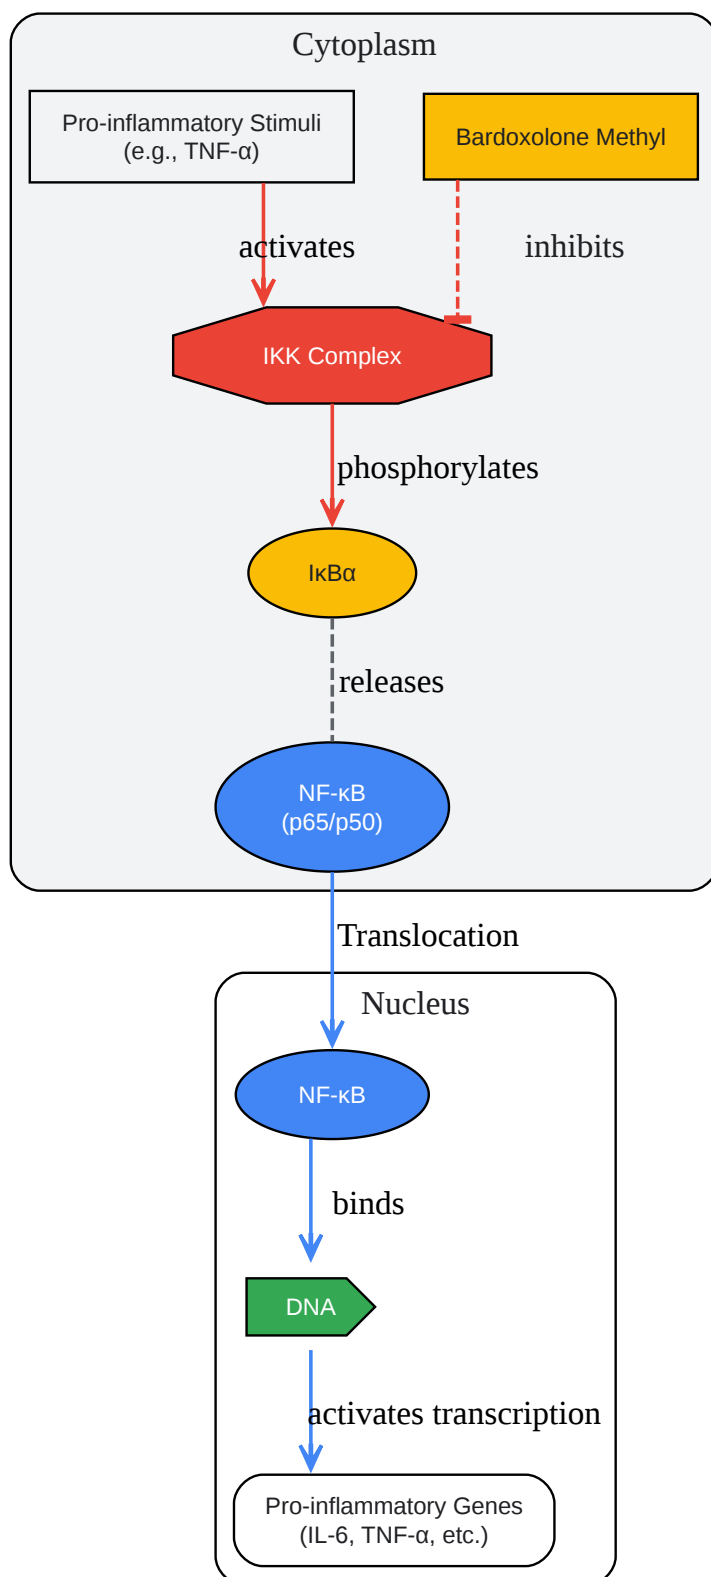 Cytoplasm
Pro-inflammatory Stimuli
(e.g., TNF-α)
Bardoxolone Methyl
activates
inhibits
IKK Complex
phosphorylates
IκBα
releases
NF-κB
(p65/p50)
Translocation
Nucleus
NF-κB
binds
DNA
activates transcription
Pro-inflammatory Genes
(IL-6, TNF-α, etc.)